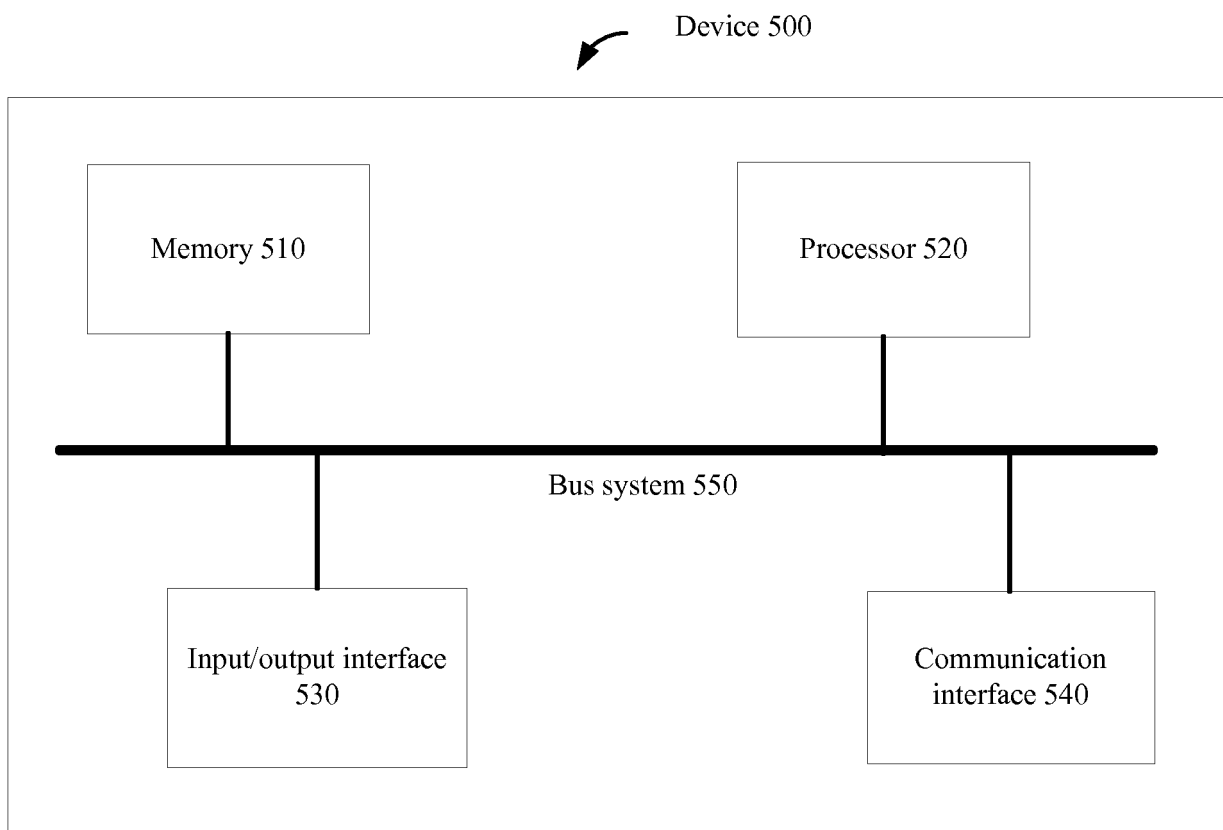 Device 500
Memory 510
Processor 520
Bus system 550
Input/output interface
530
Communication
interface 540